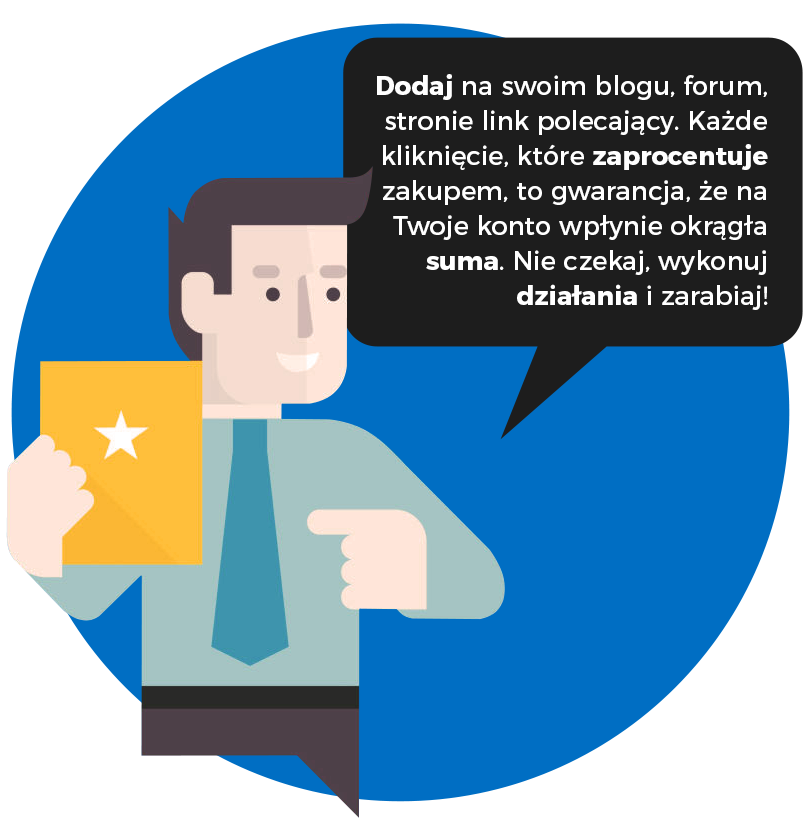 Dodaj na swoim blogu, forum,
stronie link polecający. Każde
kliknięcie, które zaprocentuje
zakupem, to gwarancja, że na
Twoje konto wpłynie okrągła
suma. Nie czekaj, wykonuj
działania i zarabiaj!